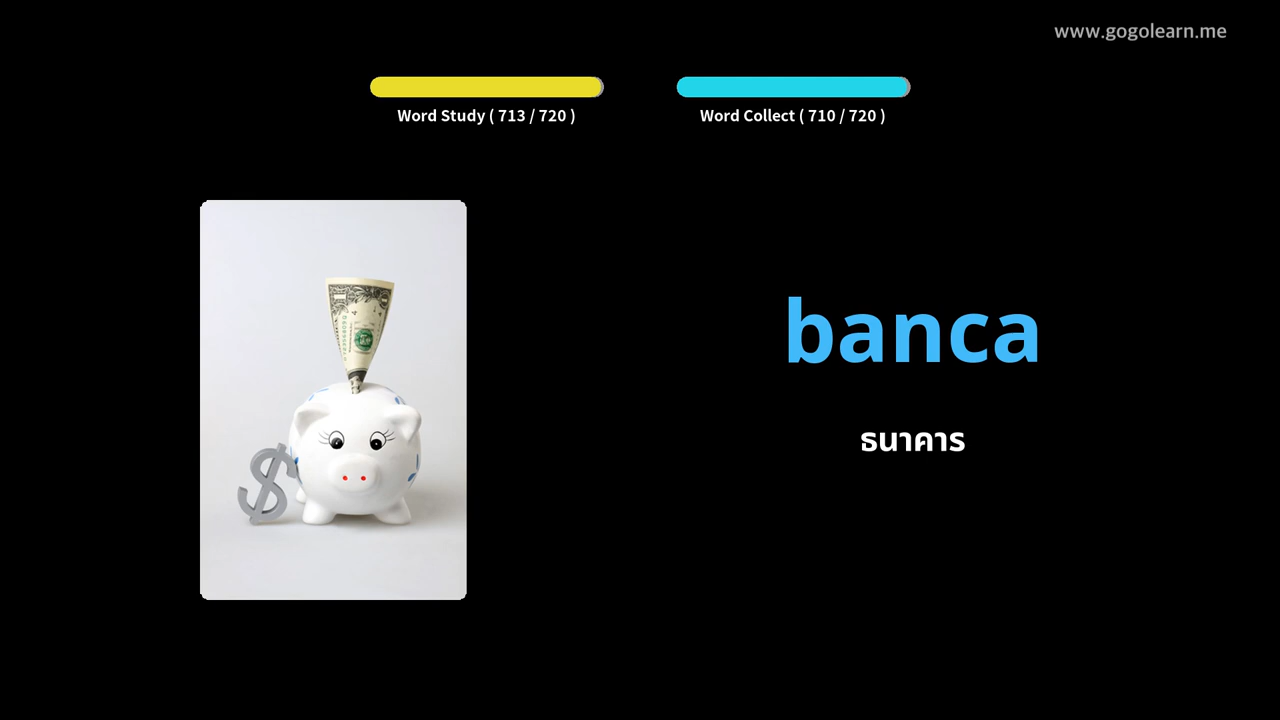 www.gogolearn.me
Word Study ( 713 / 720 )
Word Collect ( 710 / 720 )
banca
ธนาคาร
$